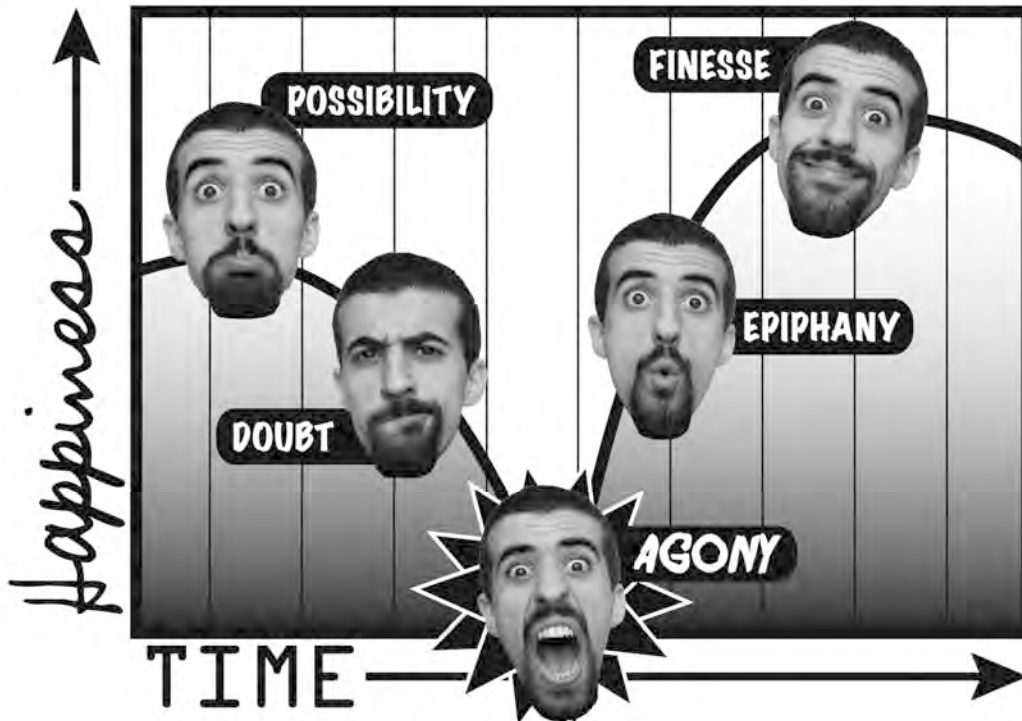 FINESSE
POSSIBILITY
EPIPHANY
DOUBT
AGONY
Happiness
TIME